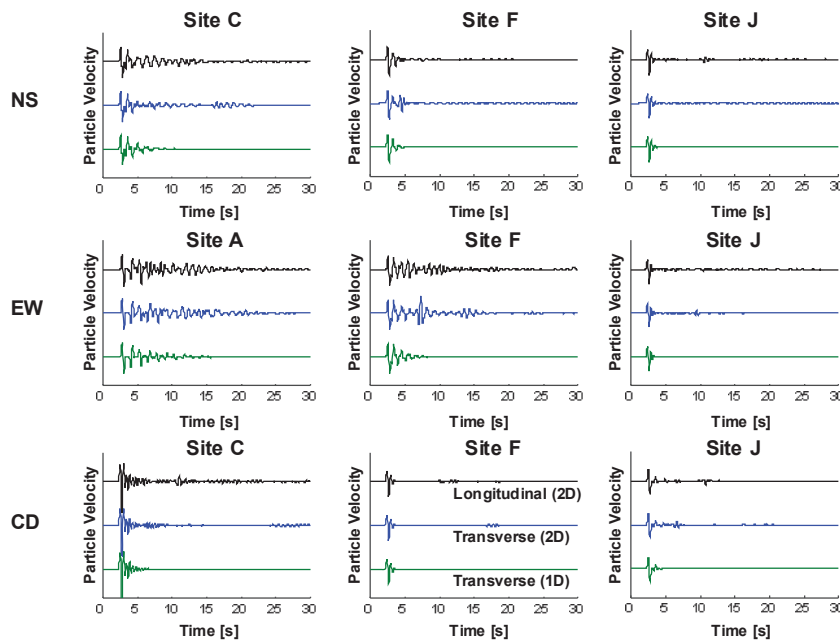 Site C Site F Site J
NS
Particle Velocity Particle Velocity Particle Velocity
0 5 10 15 20 25 30 0 5 10 15 20 25 30 0 5 10 15 20 25 30
Time [s] Time [s] Time [s]
Site A Site F Site J
EW
Particle Velocity Particle Velocity Particle Velocity
0 5 10 15 20 25 30 0 5 10 15 20 25 30 0 5 10 15 20 25 30
Time [s] Time [s] Time [s]
Site C Site F Site J
CD
Particle Velocity Particle Velocity Particle Velocity
Longitudinal (2D)
Transverse (2D)
Transverse (1D)
0 5 10 15 20 25 30 0 5 10 15 20 25 30 0 5 10 15 20 25 30
Time [s] Time [s] Time [s]